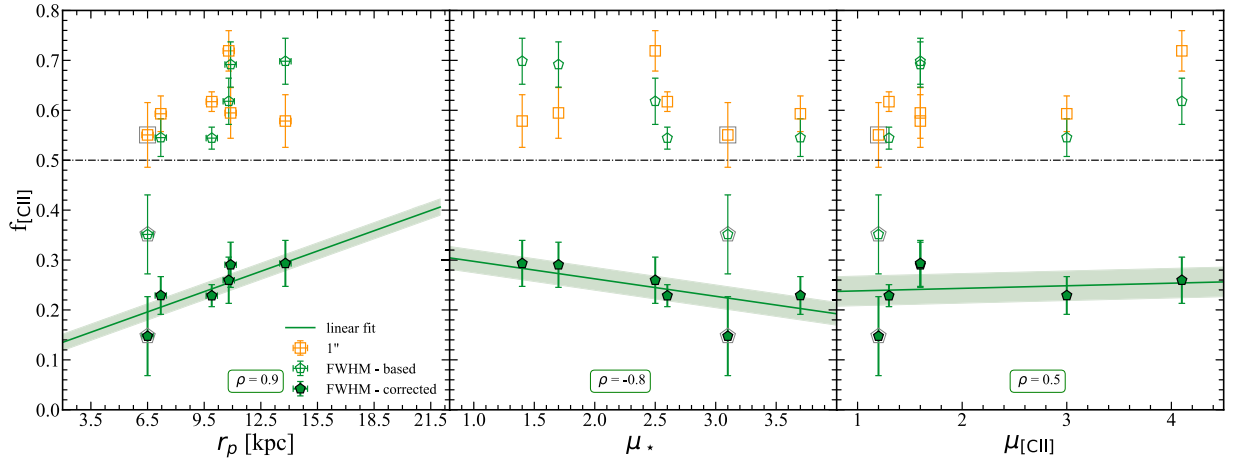 f[CII]
0.8
0.7
0.6
0.5
0.4
0.3
0.2
0.1
0.0
linear fit
1"
FWHM - based
FWHM - corrected
ρ = 0.9
ρ = -0.8
ρ = 0.5
3.5 6.5 9.5 12.5 15.5 18.5 21.5
1.0 1.5 2.0 2.5 3.0 3.5
1 2 3 4
r_p [kpc]
μ⋆
μ[CII]